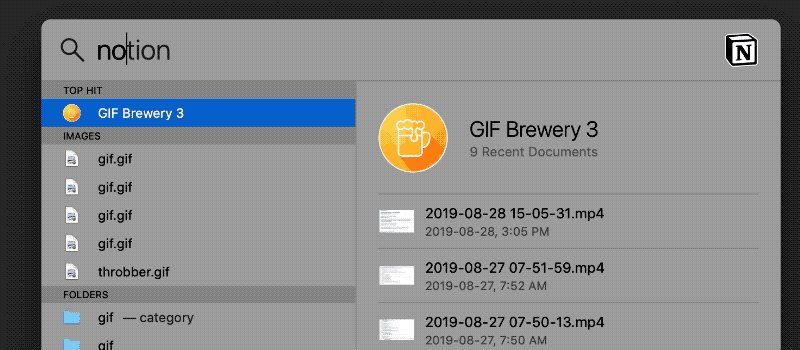 notion
N
TOP HIT
GIF Brewery 3
IMAGES
gif.gif
gif.gif
gif.gif
gif.gif
throbber.gif
FOLDERS
gif — category
gif
GIF Brewery 3
9 Recent Documents
2019-08-28 15-05-31.mp4
2019-08-28, 3:05 PM
2019-08-27 07-51-59.mp4
2019-08-27, 7:52 AM
2019-08-27 07-50-13.mp4
2019-08-27, 7:50 AM